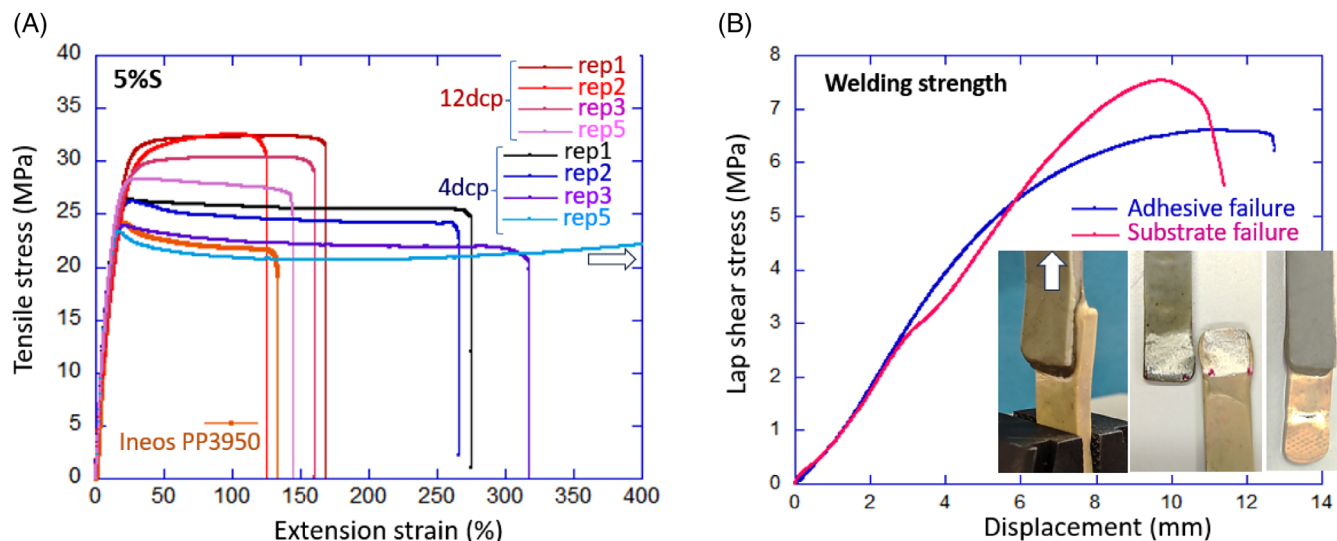 (A)
5%S
12dcp
rep1
rep2
rep3
rep5
4dcp
rep1
rep2
rep3
rep5
Ineos PP3950
Tensile stress (MPa)
40
35
30
25
20
15
10
5
0
0 50 100 150 200 250 300 350 400
Extension strain (%)
(B)
Welding strength
Adhesive failure
Substrate failure
Lap shear stress (MPa)
8
7
6
5
4
3
2
1
0
0 2 4 6 8 10 12 14
Displacement (mm)